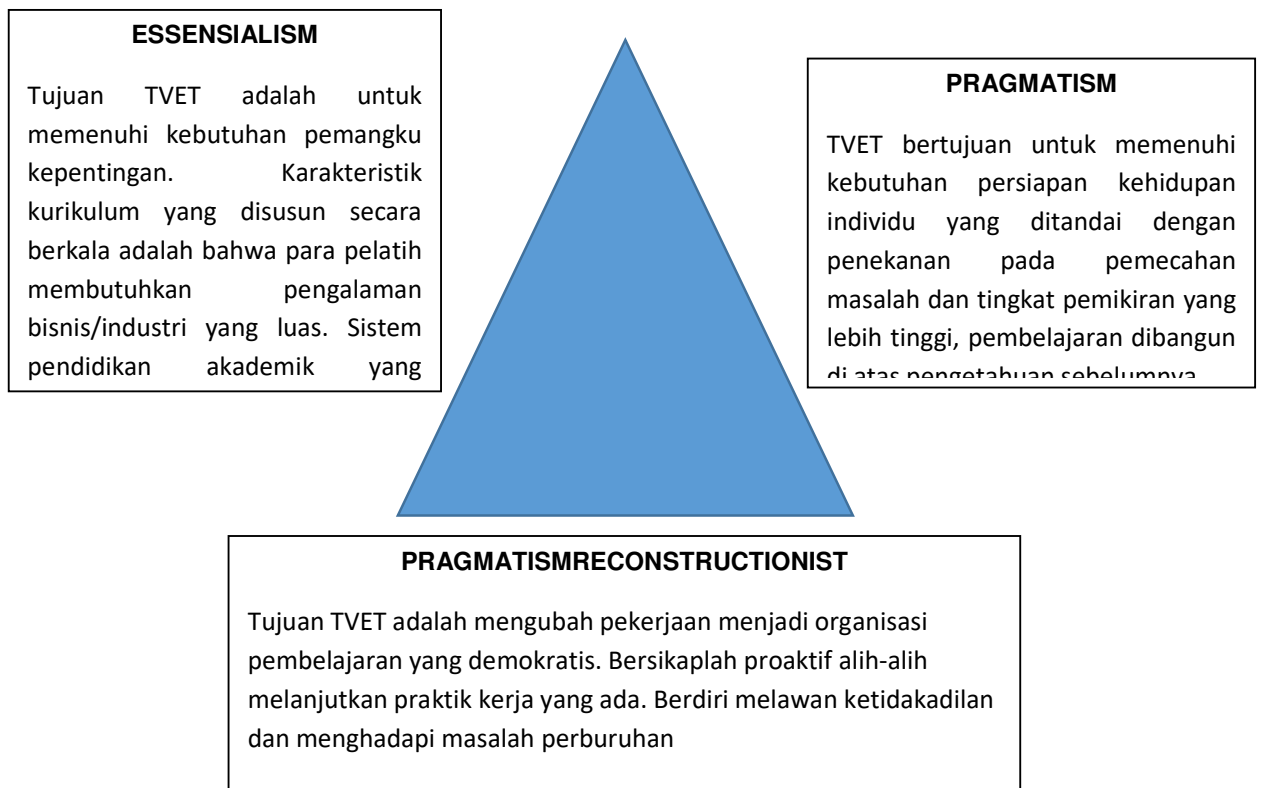 ESSENSIALISM
Tujuan TVET adalah untuk
memenuhi kebutuhan pemangku
kepentingan. Karakteristik
kurikulum yang disusun secara
berkala adalah bahwa para pelatih
membutuhkan pengalaman
bisnis/industri yang luas. Sistem
pendidikan akademik yang
PRAGMATISM
TVET bertujuan untuk memenuhi
kebutuhan persiapan kehidupan
individu yang ditandai dengan
penekanan pada pemecahan
masalah dan tingkat pemikiran yang
lebih tinggi, pembelajaran dibangun
di atas pengetahuan sebelumnya
PRAGMATISMRECONSTRUCTIONIST
Tujuan TVET adalah mengubah pekerjaan menjadi organisasi
pembelajaran yang demokratis. Bersikaplah proaktif alih-alih
melanjutkan praktik kerja yang ada. Berdiri melawan ketidakadilan
dan menghadapi masalah perburuhan